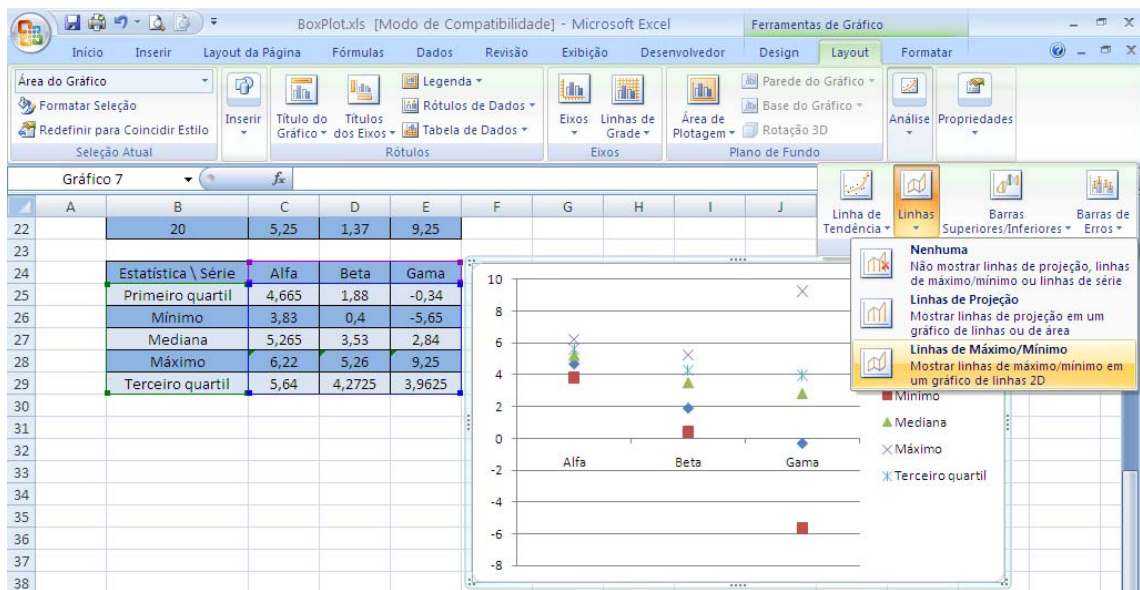 BoxPlot.xls [Modo de Compatibilidade] - Microsoft Excel
Ferramentas de Gráfico
Início Inserir Layout da Página Fórmulas Dados Revisão Exibição Desenvolvedor Design Layout Formatar
Área do Gráfico
Formatar Seleção
Redefinir para Coincidir Estilo
Seleção Atual
Inserir
Título do Gráfico
Títulos dos Eixos
Legenda
Rótulos de Dados
Tabela de Dados
Rótulos
Eixos
Linhas de Grade
Eixos
Área de Plotagem
Parede do Gráfico
Base do Gráfico
Rotação 3D
Plano de Fundo
Análise
Propriedades
Gráfico 7
fx
Linha de Tendência
Linhas
Barras Superiores/Inferiores
Barras de Erros
Nenhuma
Não mostrar linhas de projeção, linhas
de máximo/mínimo ou linhas de série
Linhas de Projeção
Mostrar linhas de projeção em um
gráfico de linhas ou de área
Linhas de Máximo/Mínimo
Mostrar linhas de máximo/mínimo em
um gráfico de linhas 2D
A B C D E F G H I J
22 20 5,25 1,37 9,25
23
24 Estatística \ Série Alfa Beta Gama
25 Primeiro quartil 4,665 1,88 -0,34
26 Mínimo 3,83 0,4 -5,65
27 Mediana 5,265 3,53 2,84
28 Máximo 6,22 5,26 9,25
29 Terceiro quartil 5,64 4,2725 3,9625
30
31
32
33
34
35
36
37
38
10
8
6
4
2
0
-2
-4
-6
-8
Alfa Beta Gama
Mínimo
Mediana
Máximo
Terceiro quartil